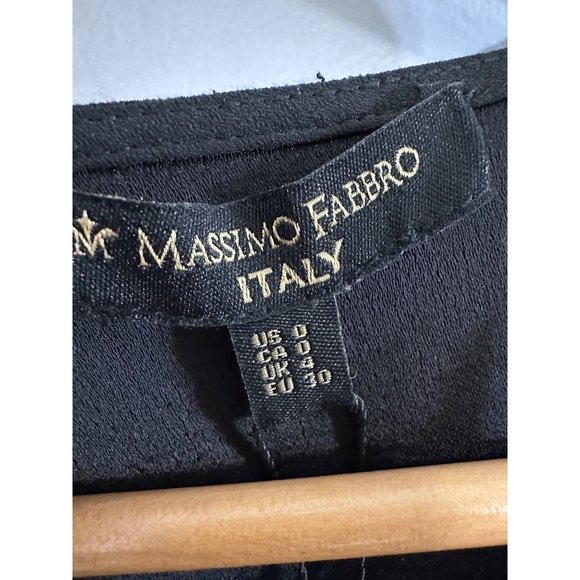 M MASSIMO FABBRO
ITALY
US 0
CA 0
UK 4
EU 30